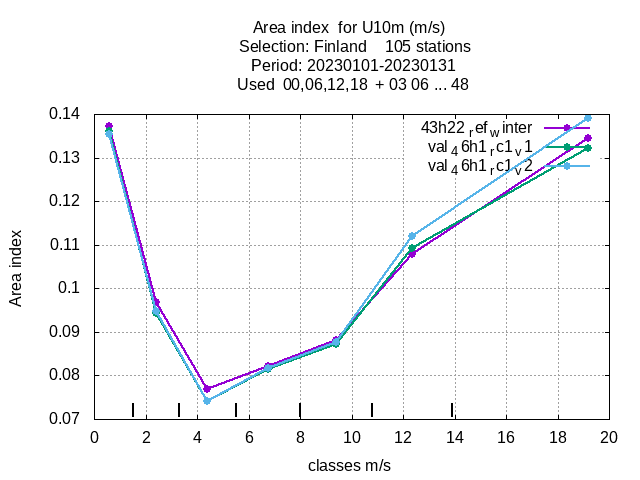 Area index  for U10m (m/s)
Selection: Finland    105 stations
Period: 20230101-20230131
Used  00,06,12,18  + 03 06 ... 48
43h22 ref winter
val 46h1 rc1 v1
val 46h1 rc1 v2
0.14
0.13
0.12
0.11
0.1
0.09
0.08
0.07
Area index
0 2 4 6 8 10 12 14 16 18 20
classes m/s